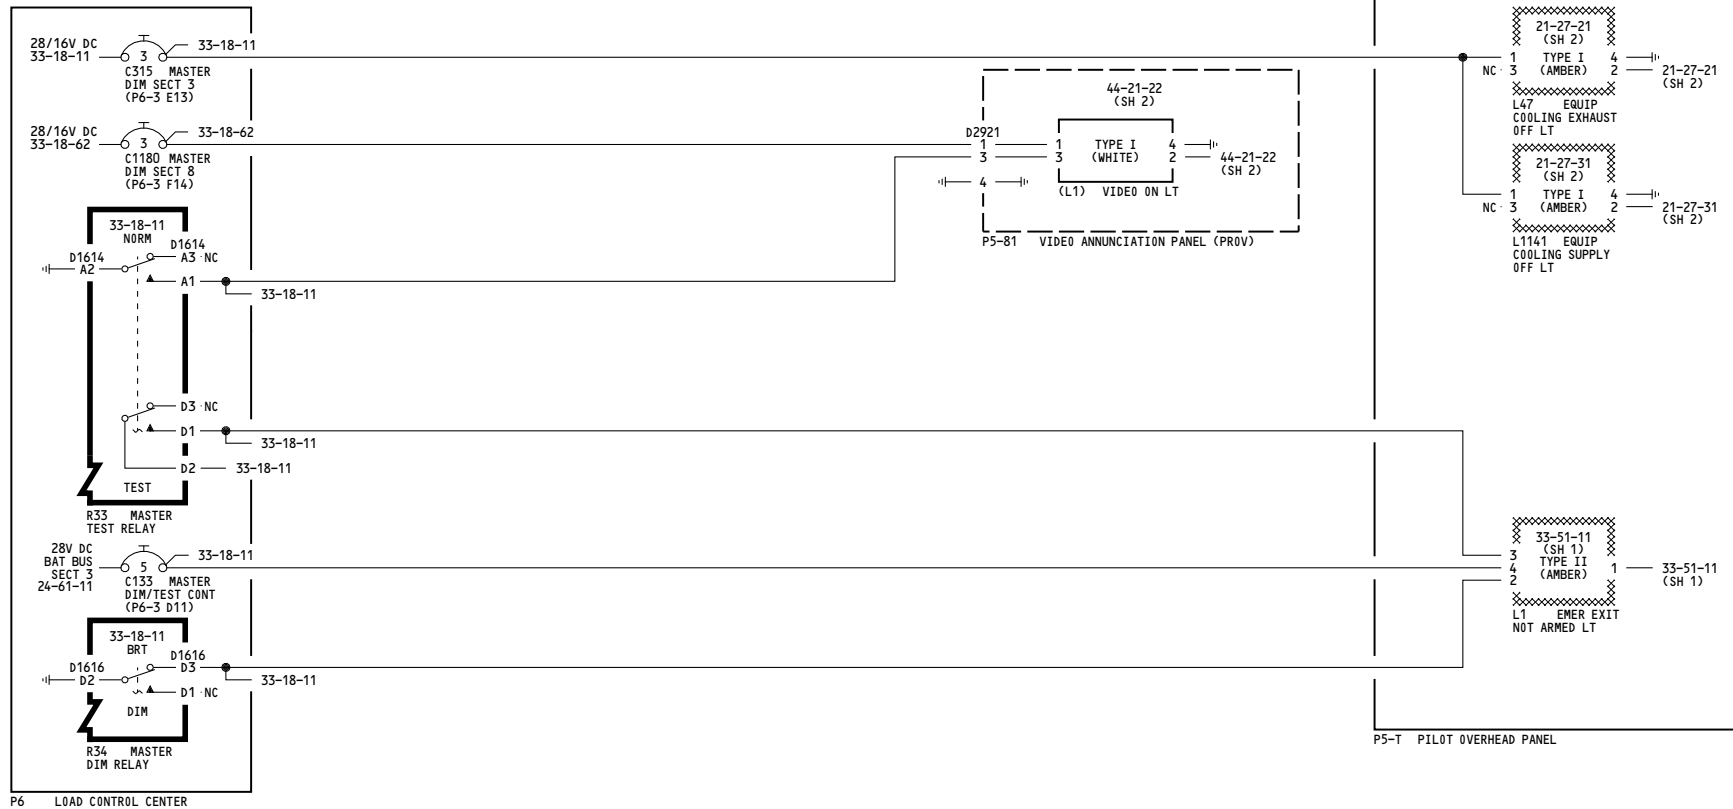 28/16V DC
33-18-11
3
33-18-11
C315 MASTER
DIM SECT 3
(P6-3 E13)
28/16V DC
33-18-62
3
33-18-62
C1180 MASTER
DIM SECT 8
(P6-3 F14)
33-18-11
NORM
D1614
A2
D1614
A3 NC
A1
33-18-11
D3 NC
D1
33-18-11
D2 33-18-11
TEST
R33 MASTER
TEST RELAY
28V DC
BAT BUS
SECT 3
24-61-11
5
33-18-11
C133 MASTER
DIM/TEST CONT
(P6-3 D11)
33-18-11
BRT
D1616
D2
D1616
D3
33-18-11
D1 NC
DIM
R34 MASTER
DIM RELAY
P6 LOAD CONTROL CENTER
44-21-22
(SH 2)
D2921
1
3
4
1 TYPE I 4
3 (WHITE) 2
44-21-22
(SH 2)
(L1) VIDEO ON LT
P5-81 VIDEO ANNUNCIATION PANEL (PROV)
21-27-21
(SH 2)
1 TYPE I 4
NC 3 (AMBER) 2 21-27-21
(SH 2)
L47 EQUIP
COOLING EXHAUST
OFF LT
21-27-31
(SH 2)
1 TYPE I 4
NC 3 (AMBER) 2 21-27-31
(SH 2)
L1141 EQUIP
COOLING SUPPLY
OFF LT
33-51-11
(SH 1)
3 TYPE II
4 (AMBER) 1 33-51-11
2 (SH 1)
L1 EMER EXIT
NOT ARMED LT
P5-T PILOT OVERHEAD PANEL